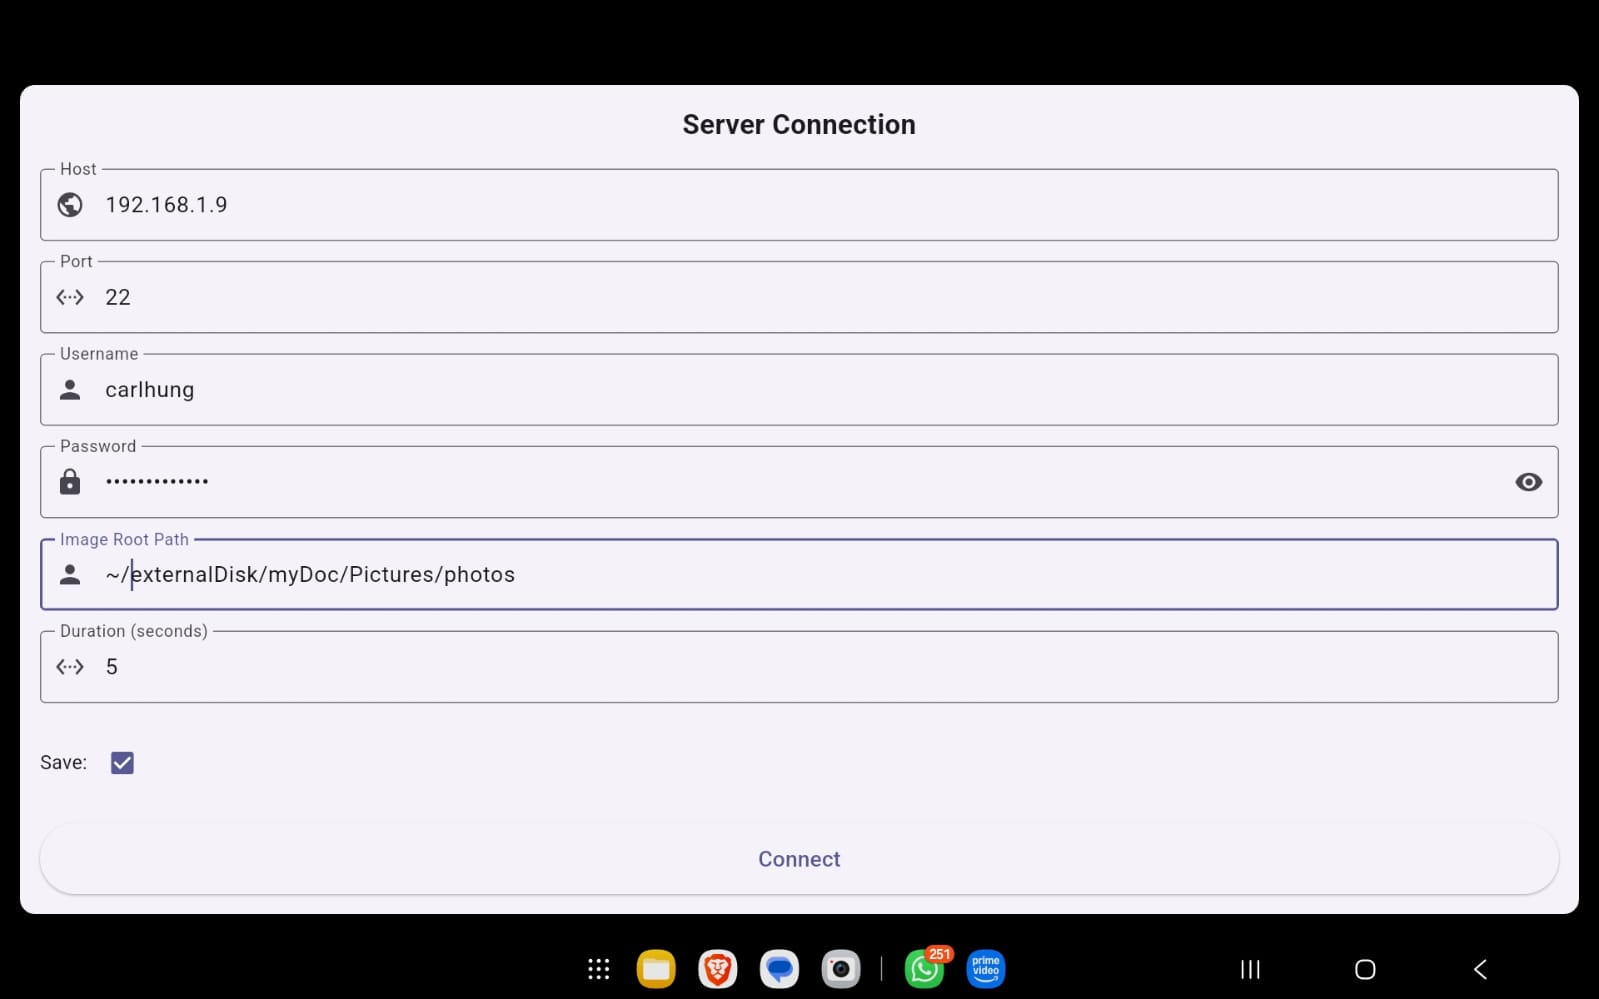 Server Connection
Host
192.168.1.9
Port
22
Username
carlhung
Password
•••••••••••••
Image Root Path
~/externalDisk/myDoc/Pictures/photos
Duration (seconds)
5
Save:
Connect
251
prime
video